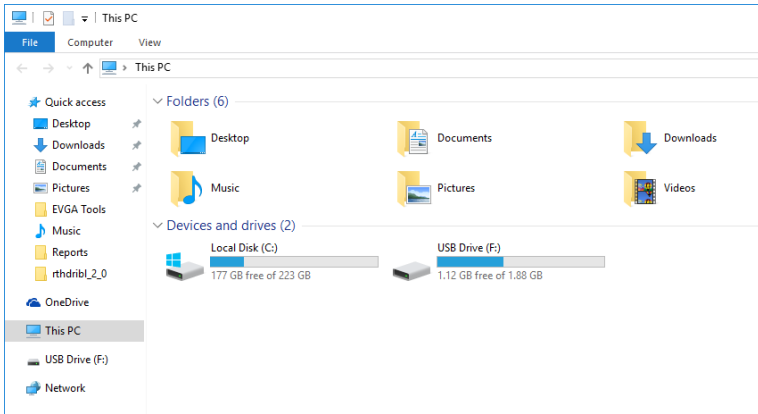 This PC
File Computer View
This PC
Quick access
Desktop
Downloads
Documents
Pictures
EVGA Tools
Music
Reports
rthdribl_2_0
OneDrive
This PC
USB Drive (F:)
Network
Folders (6)
Desktop Documents Downloads
Music Pictures Videos
Devices and drives (2)
Local Disk (C:) USB Drive (F:)
177 GB free of 223 GB 1.12 GB free of 1.88 GB